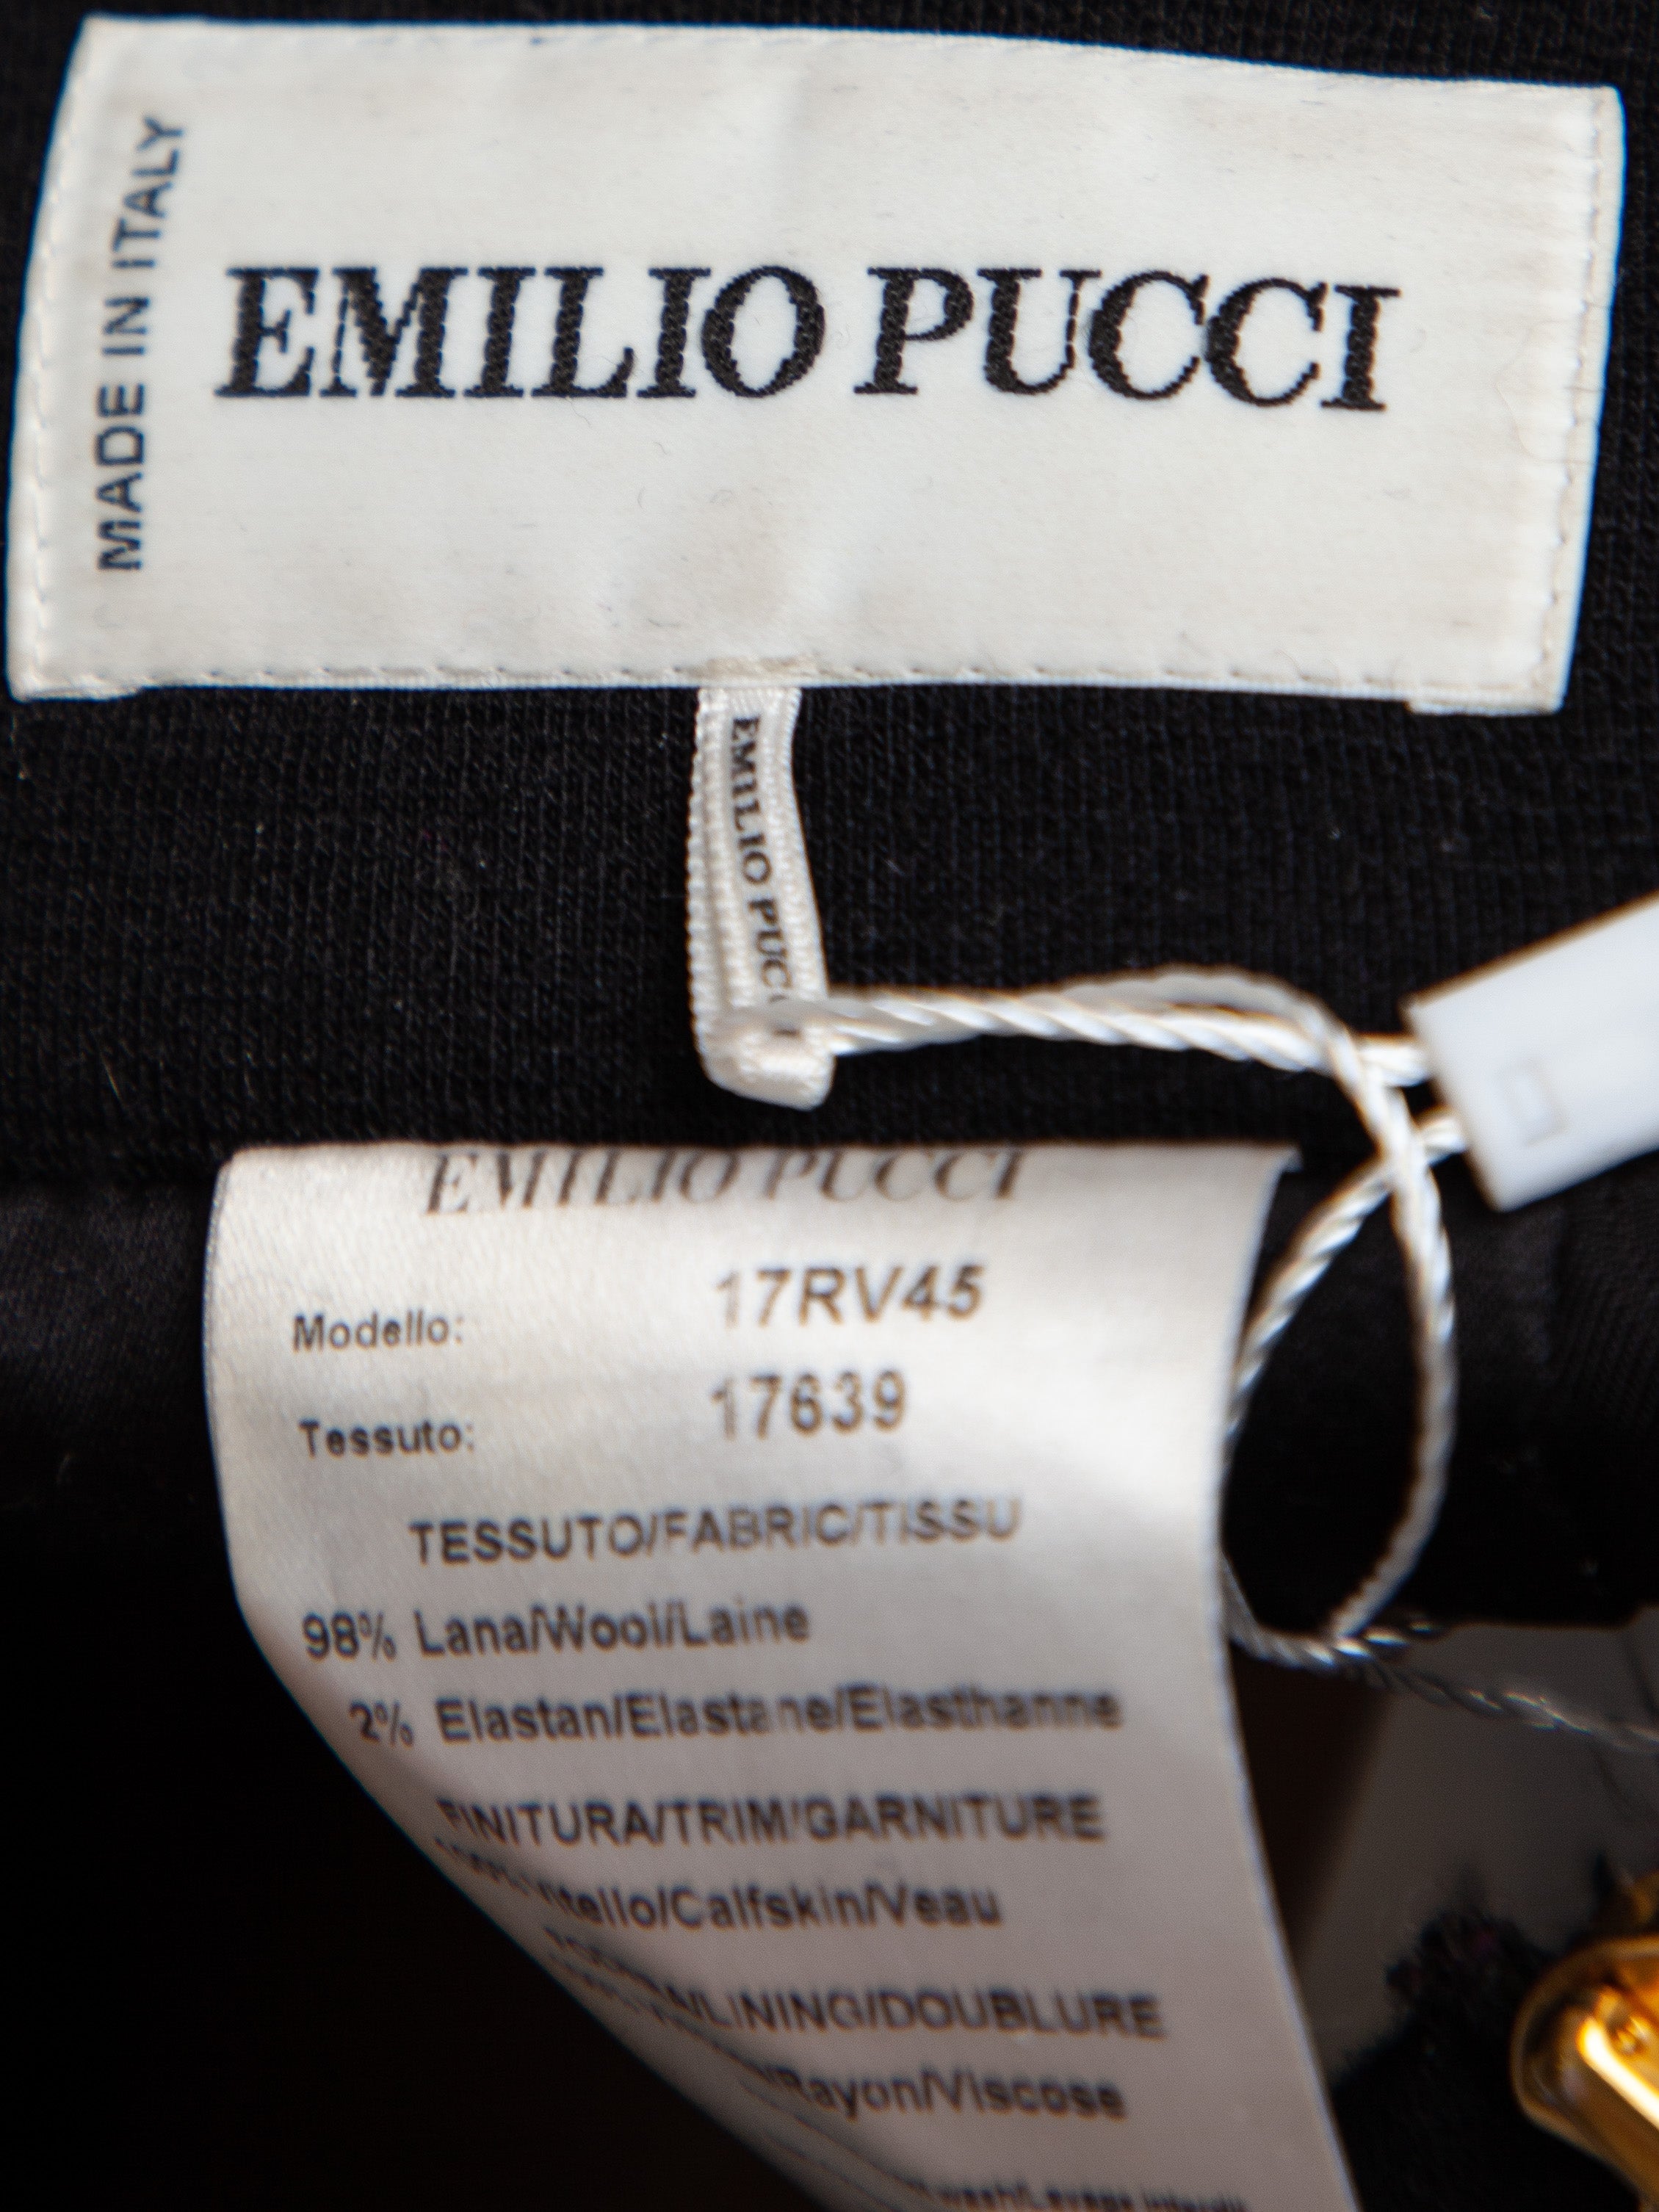 MADE IN ITALY
EMILIO PUCCI
EMILIO
EMILIO PUCCI
Modello: 17RV45
Tessuto: 17639
TESSUTO/FABRIC/TISSU
98% Lana/Wool/Laine
2% Elastan/Elastane/Elasthanne
FINITURA/TRIM/GARNITURE
/Calfskin/Veau
/LINING/DOUBLURE
/Rayon/Viscose